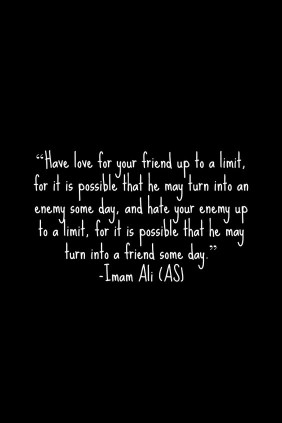 “Have love for your friend up to a limit,
for it is possible that he may turn into an
enemy some day, and hate your enemy up
to a limit, for it is possible that he may
turn into a friend some day.”
-Imam Ali (AS)